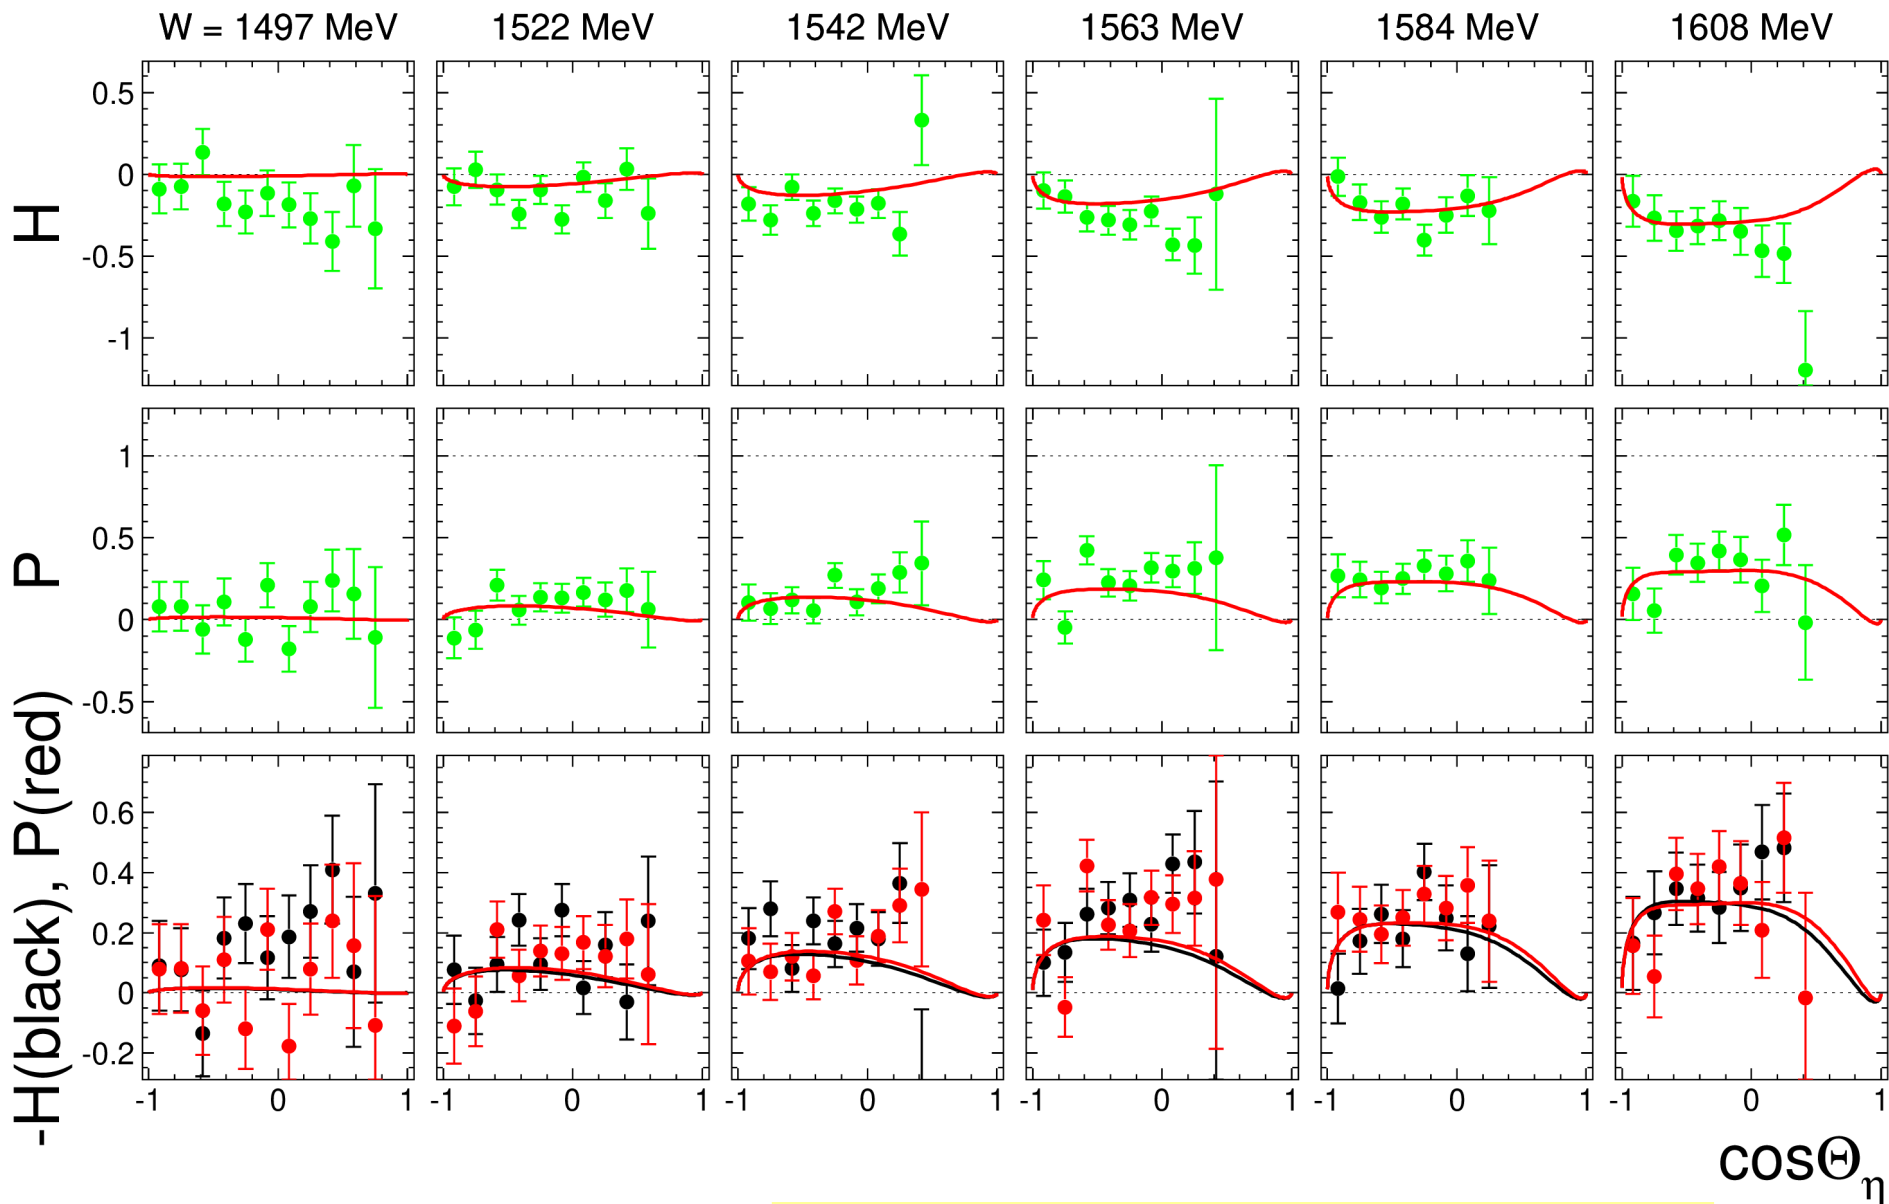 W = 1497 MeV 1522 MeV 1542 MeV 1563 MeV 1584 MeV 1608 MeV
H
0.5
0
-0.5
-1
P
1
0.5
0
-0.5
-H(black), P(red)
0.6
0.4
0.2
0
-0.2
-1 0 1 -1 0 1 -1 0 1 -1 0 1 -1 0 1 -1 0 1
cosΘη